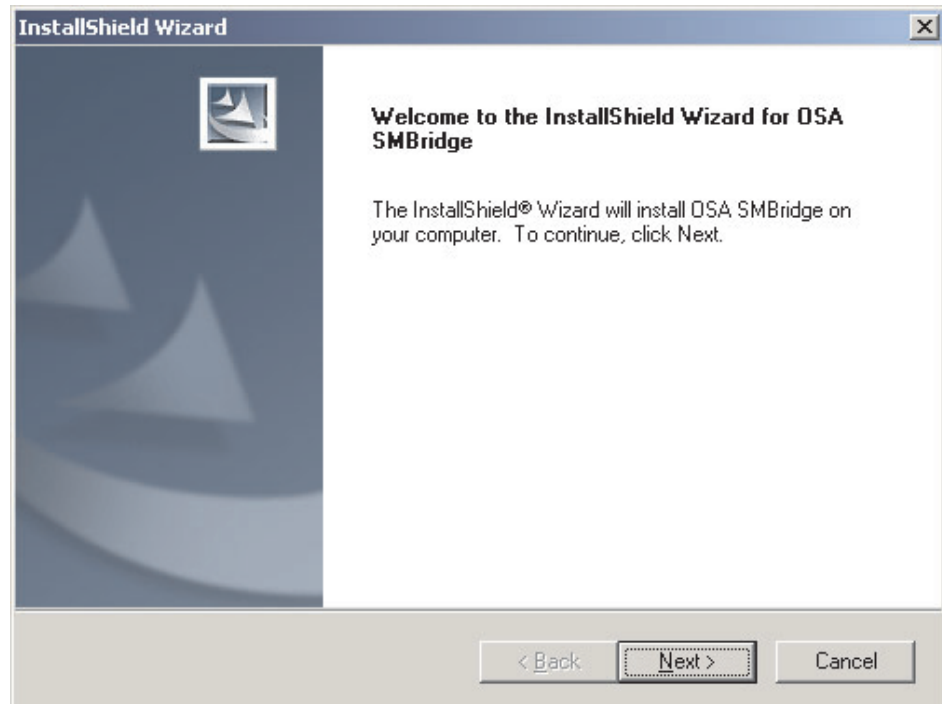 InstallShield Wizard
Welcome to the InstallShield Wizard for OSA
SMBridge
The InstallShield® Wizard will install OSA SMBridge on
your computer. To continue, click Next.
< Back
Next >
Cancel